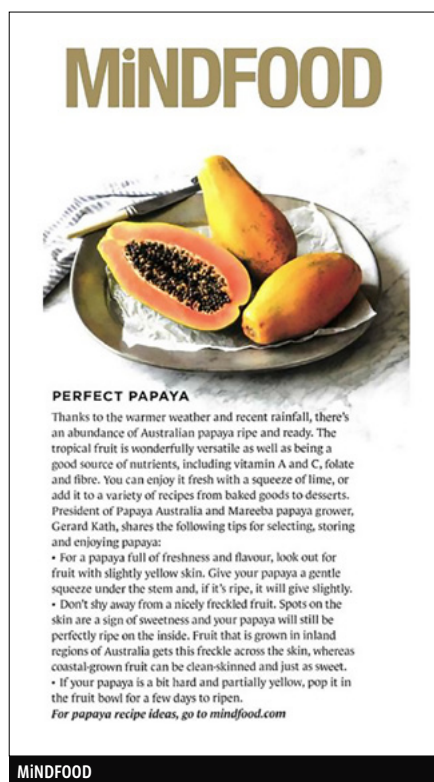 MiNDFOOD
PERFECT PAPAYA
Thanks to the warmer weather and recent rainfall, there's
an abundance of Australian papaya ripe and ready. The
tropical fruit is wonderfully versatile as well as being a
good source of nutrients, including vitamin A and C, folate
and fibre. You can enjoy it fresh with a squeeze of lime, or
add it to a variety of recipes from baked goods to desserts.
President of Papaya Australia and Mareeba papaya grower,
Gerard Kath, shares the following tips for selecting, storing
and enjoying papaya:
• For a papaya full of freshness and flavour, look out for
fruit with slightly yellow skin. Give your papaya a gentle
squeeze under the stem and, if it's ripe, it will give slightly.
• Don't shy away from a nicely freckled fruit. Spots on the
skin are a sign of sweetness and your papaya will still be
perfectly ripe on the inside. Fruit that is grown in inland
regions of Australia gets this freckle across the skin, whereas
coastal-grown fruit can be clean-skinned and just as sweet.
• If your papaya is a bit hard and partially yellow, pop it in
the fruit bowl for a few days to ripen.
For papaya recipe ideas, go to mindfood.com
MiNDFOOD